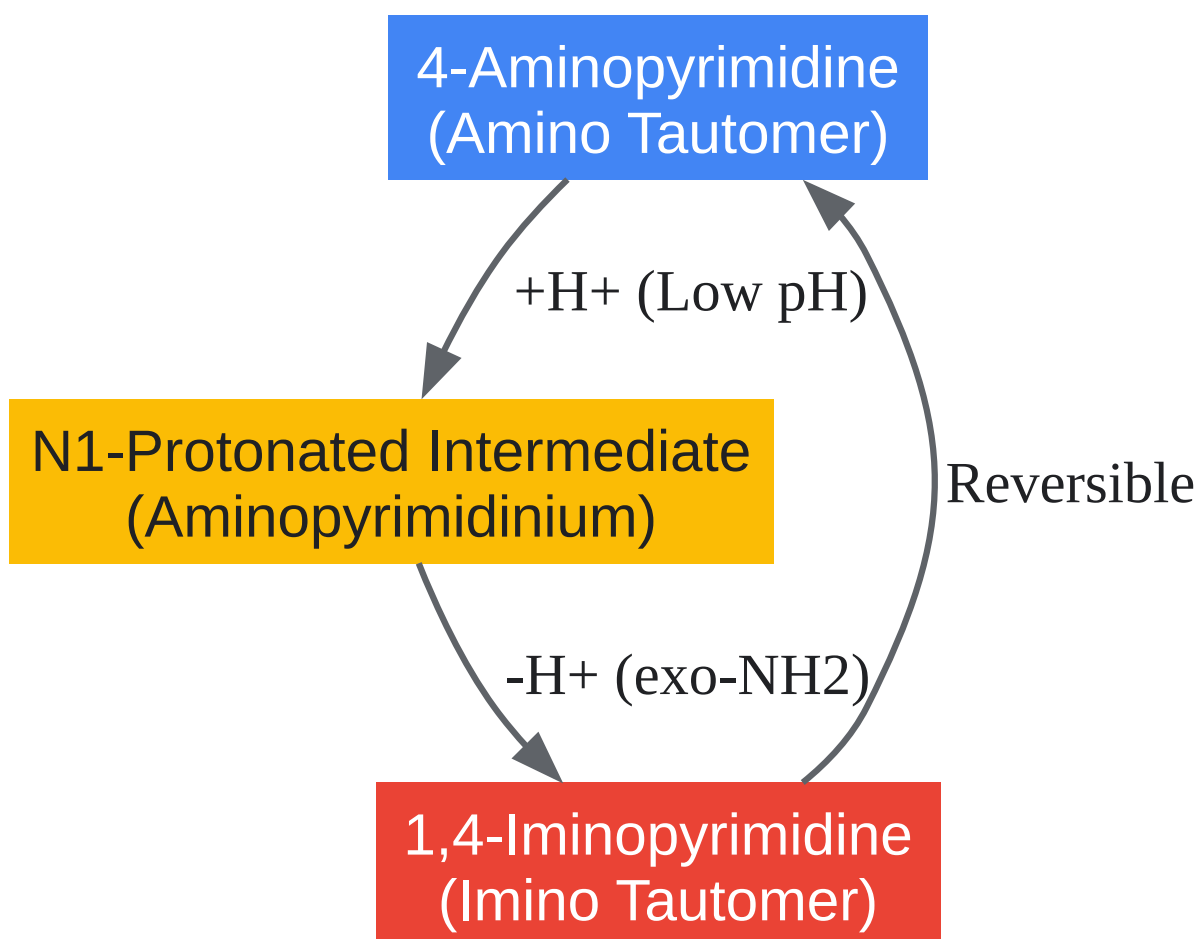 4-Aminopyrimidine
(Amino Tautomer)
+H+ (Low pH)
N1-Protonated Intermediate
(Aminopyrimidinium)
Reversible
-H+ (exo-NH2)
1,4-Iminopyrimidine
(Imino Tautomer)